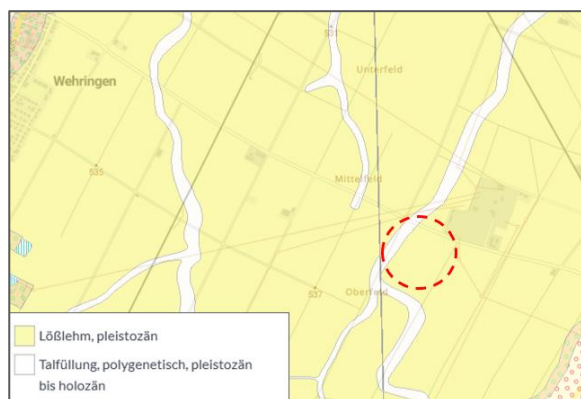 531
Unterfeld
Wehringen
535
Mittelfeld
537
Oberfeld
Lößlehm, pleistozän
Talfüllung, polygenetisch, pleistozän
bis holozän